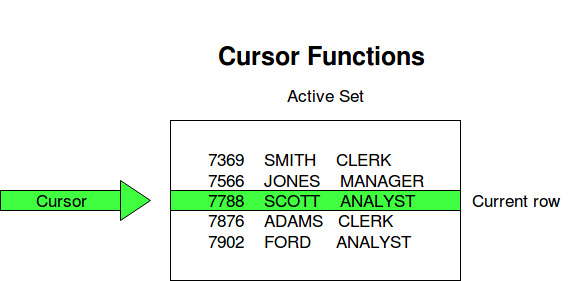 Cursor Functions
Active Set
7369 SMITH CLERK
7566 JONES MANAGER
Cursor 7788 SCOTT ANALYST Current row
7876 ADAMS CLERK
7902 FORD ANALYST